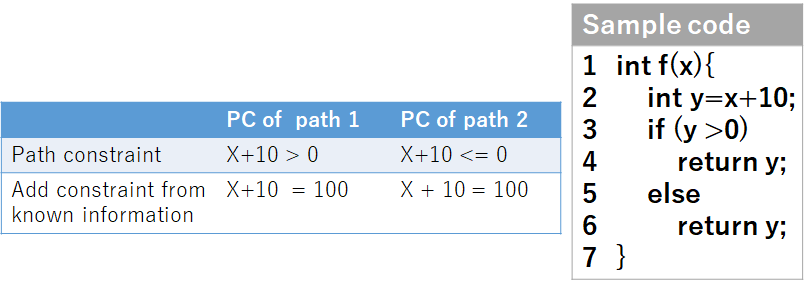 PC of path 1 PC of path 2
Path constraint X+10 > 0 X+10 <= 0
Add constraint from X+10 = 100 X + 10 = 100
known information
Sample code
1 int f(x){
2 int y=x+10;
3 if (y >0)
4 return y;
5 else
6 return y;
7 }